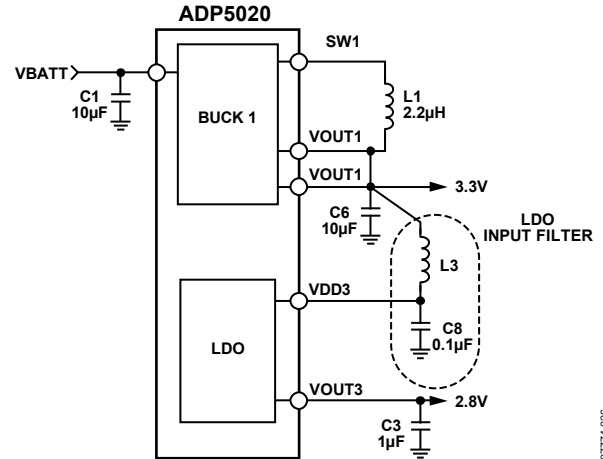 ADP5020
SW1
VBATT
C1
10µF
BUCK 1
L1
2.2µH
VOUT1
VOUT1
3.3V
C6
10µF
LDO
INPUT FILTER
L3
VDD3
LDO
C8
0.1µF
VOUT3
2.8V
C3
1µF